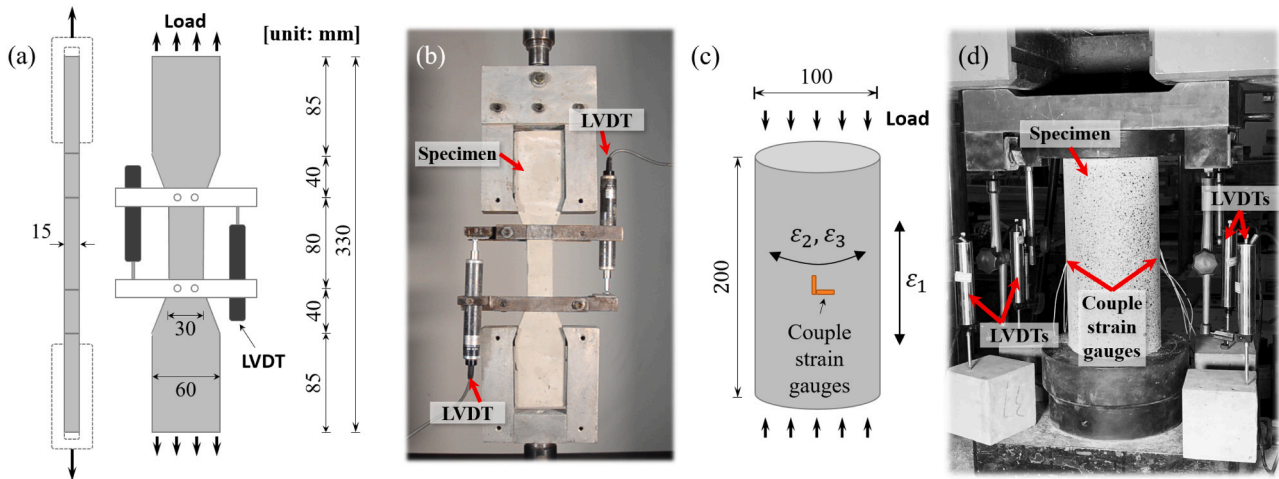 (a)
Load
[unit: mm]
85
40
80
330
40
85
15
30
60
LVDT
(b)
LVDT
Specimen
LVDT
(c)
100
Load
200
ε2, ε3
ε1
Couple
strain
gauges
(d)
Specimen
LVDTs
LVDTs
Couple
strain
gauges